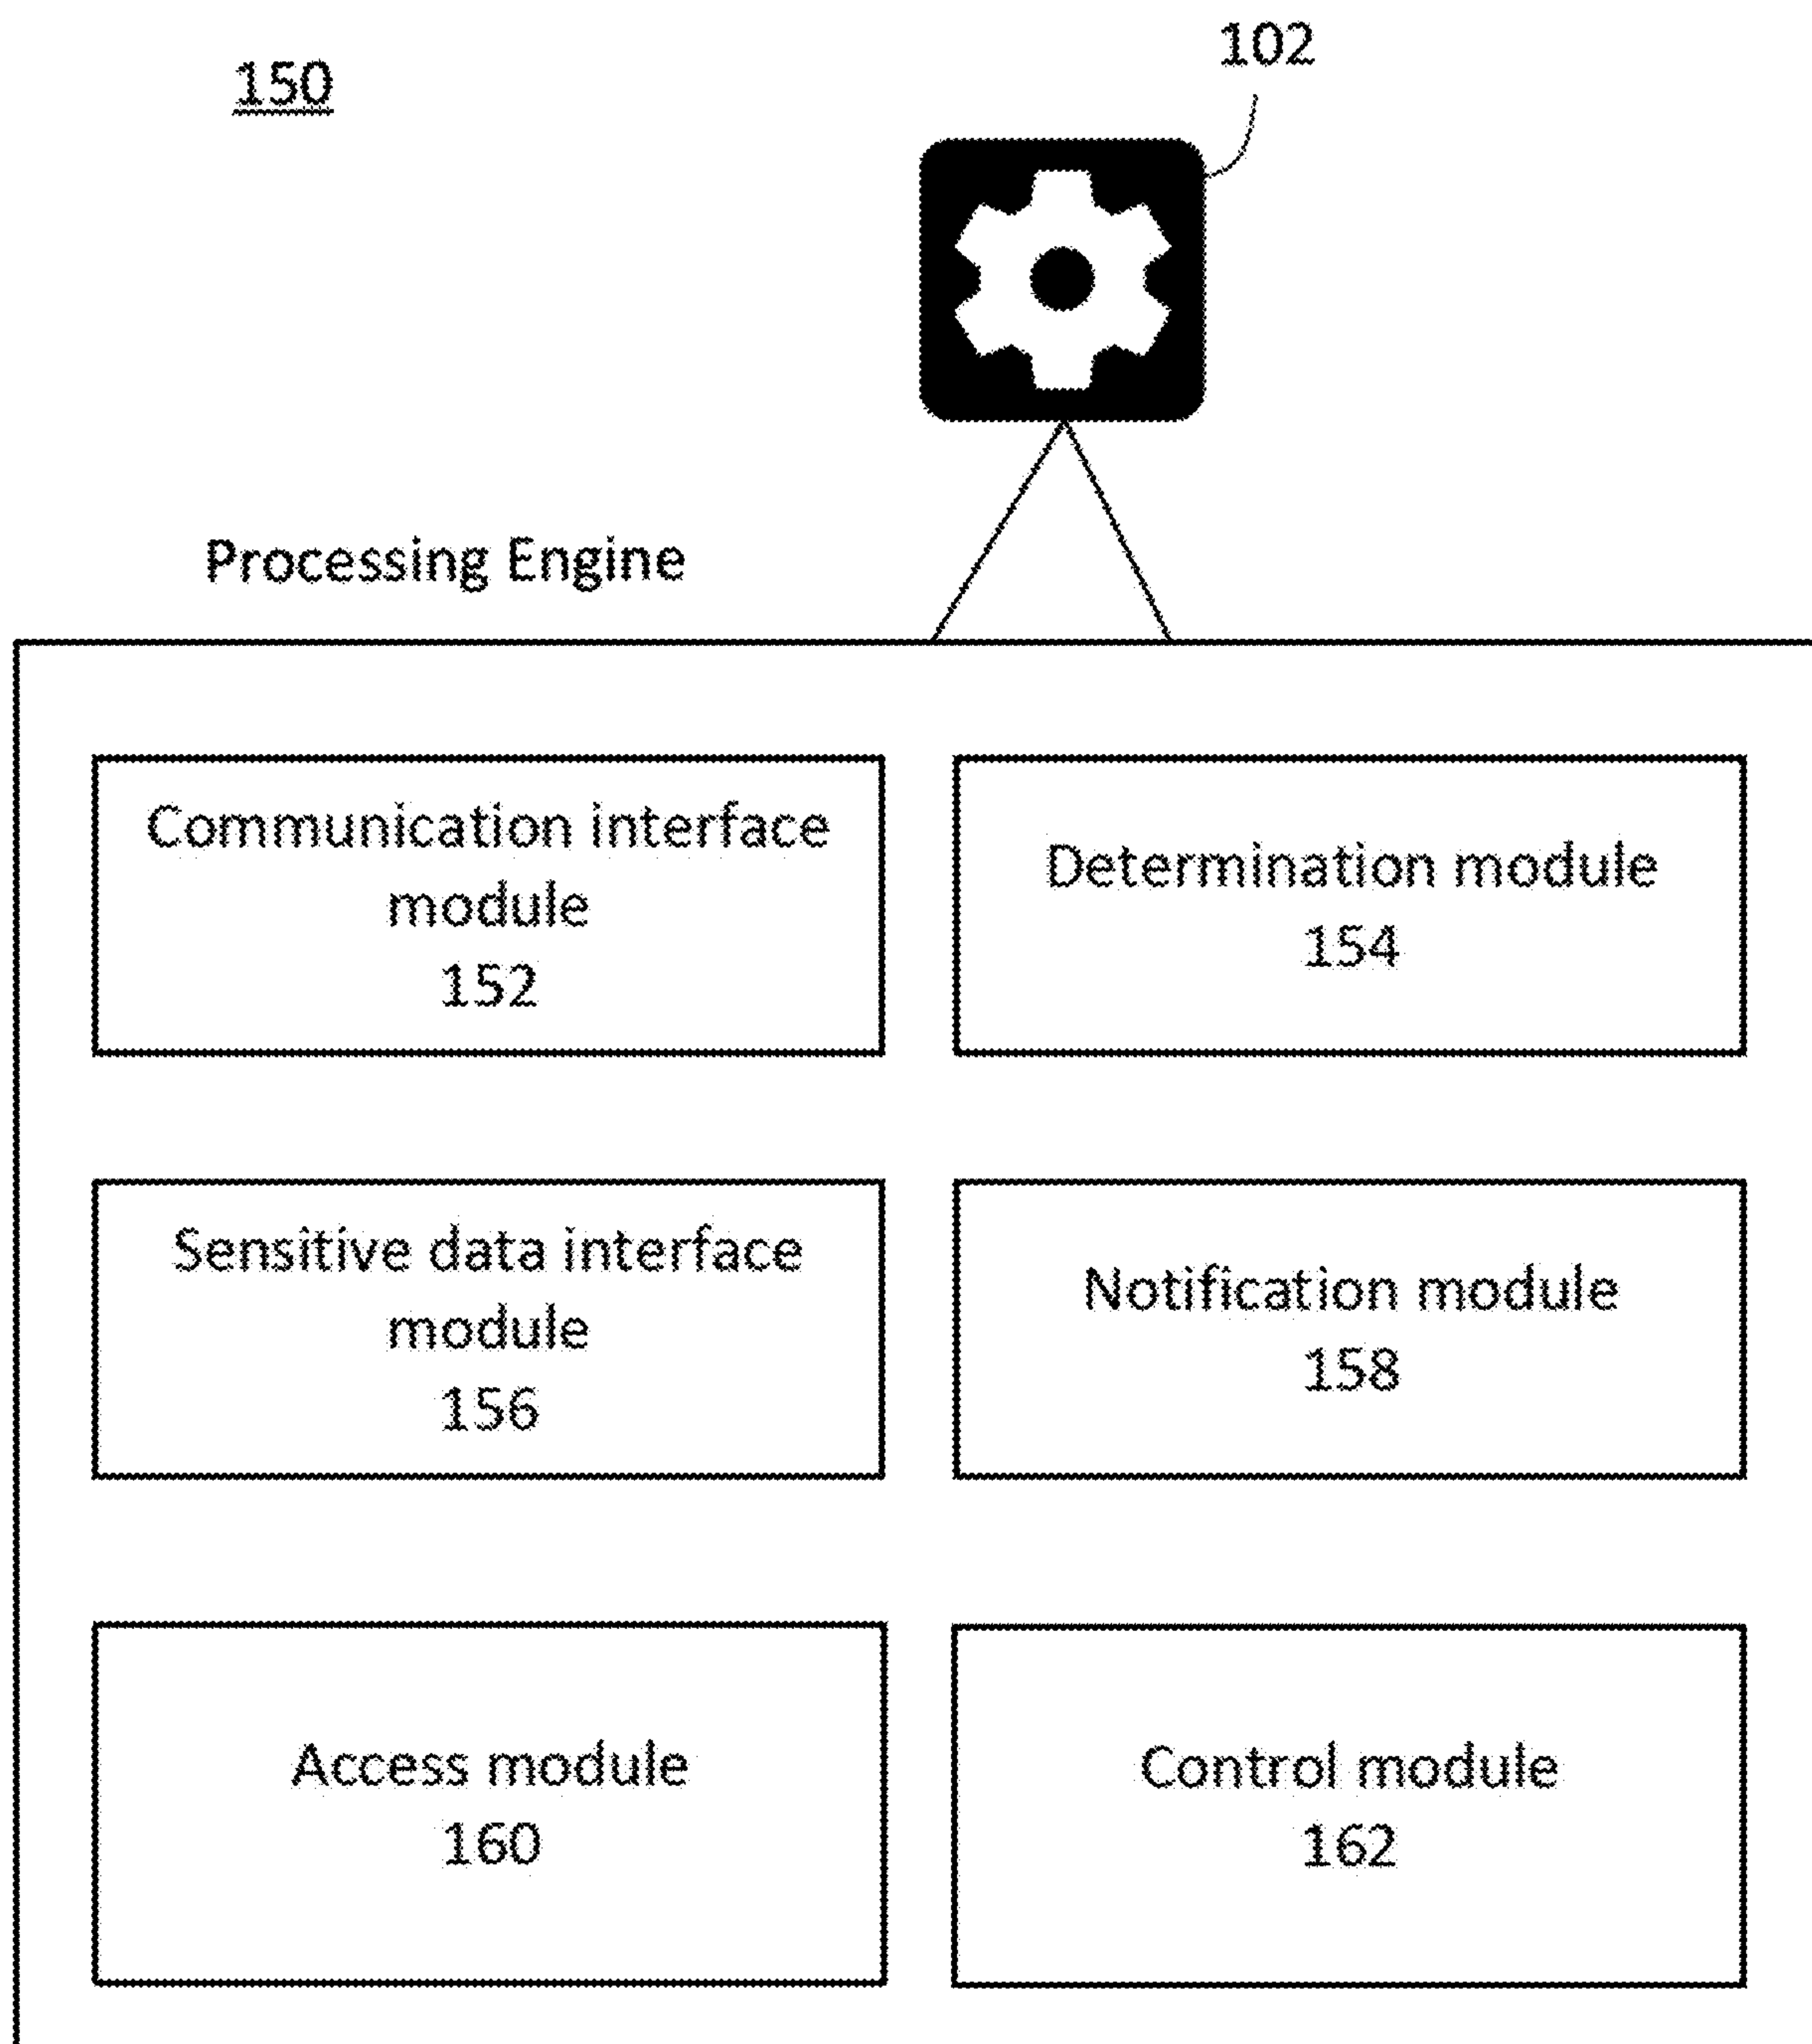 150
102
Processing Engine
Communication interface
module
152
Determination module
154
Sensitive data interface
module
156
Notification module
158
Access module
160
Control module
162